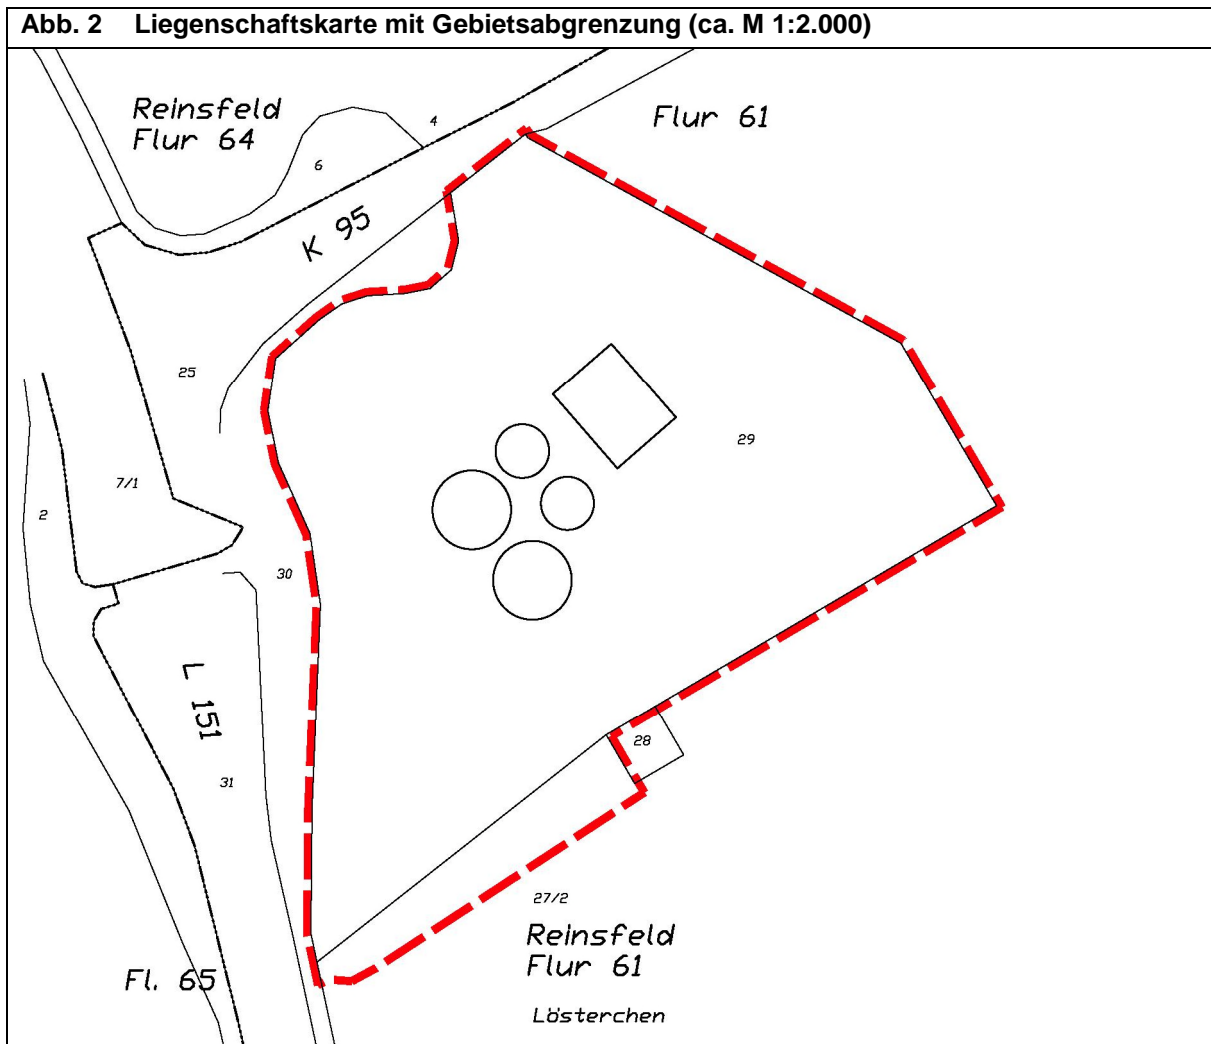 Abb. 2 Liegenschaftskarte mit Gebietsabgrenzung (ca. M 1:2.000)
Reinsfeld
Flur 64
4
Flur 61
6
K 95
25
29
7/1
2
30
L 151
28
31
27/2
Reinsfeld
Flur 61
Fl. 65
Lösterchen